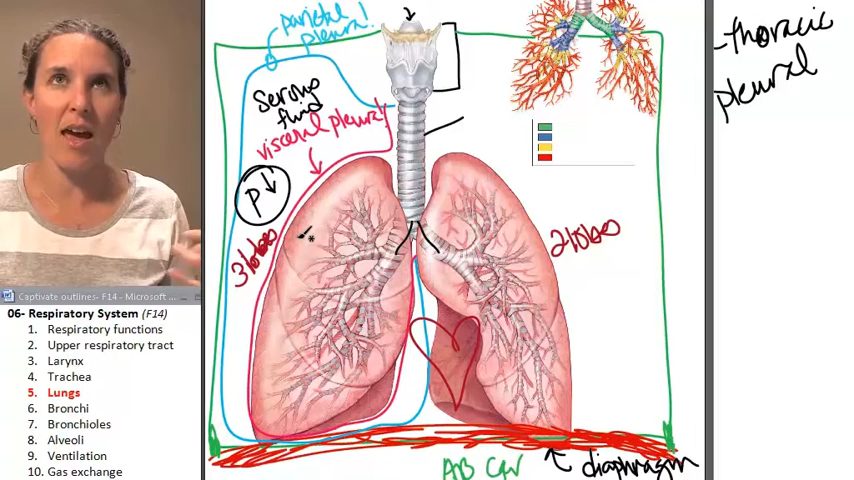 parietal
pleura!
serous
fluid
visceral pleura!
P↓
3 lobes
2 lobes
-thoracic
pleural
AB Cav
diaphragm
Captivate outlines- F14 - Microsoft ...
06- Respiratory System (F14)
1. Respiratory functions
2. Upper respiratory tract
3. Larynx
4. Trachea
5. Lungs
6. Bronchi
7. Bronchioles
8. Alveoli
9. Ventilation
10. Gas exchange